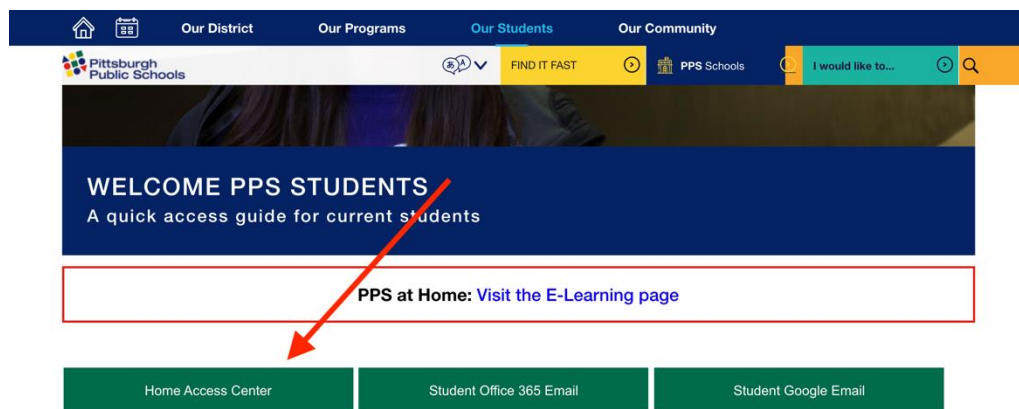 Our District Our Programs Our Students Our Community
Pittsburgh
Public Schools
あ A FIND IT FAST PPS Schools I would like to...
WELCOME PPS STUDENTS
A quick access guide for current students
PPS at Home: Visit the E-Learning page
Home Access Center Student Office 365 Email Student Google Email